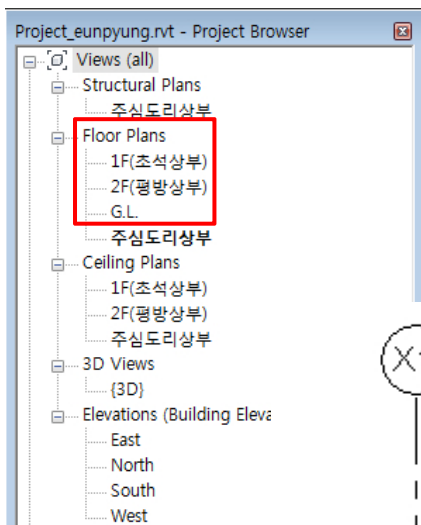 Project_eunpyung.rvt - Project Browser
Views (all)
Structural Plans
주심도리상부
Floor Plans
1F(초석상부)
2F(평방상부)
G.L.
주심도리상부
Ceiling Plans
1F(초석상부)
2F(평방상부)
주심도리상부
3D Views
{3D}
Elevations (Building Eleva
East
North
South
West